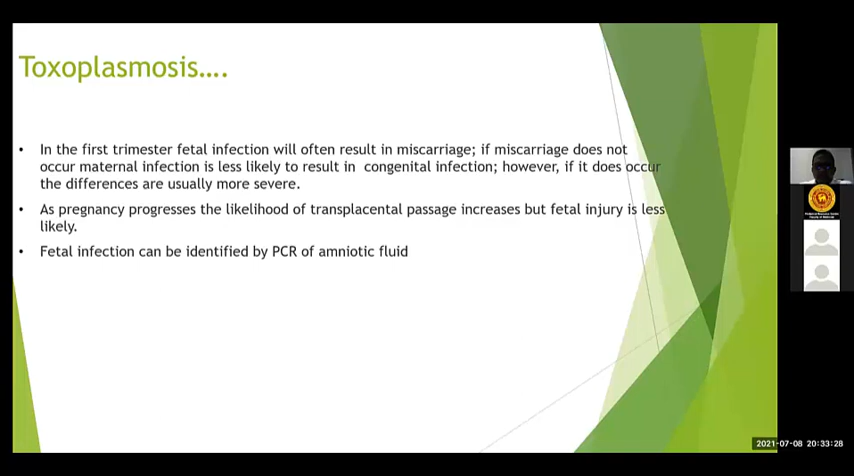 Toxoplasmosis....
• In the first trimester fetal infection will often result in miscarriage; if miscarriage does not
occur maternal infection is less likely to result in congenital infection; however, if it does occur
the differences are usually more severe.
• As pregnancy progresses the likelihood of transplacental passage increases but fetal injury is less
likely.
• Fetal infection can be identified by PCR of amniotic fluid
2021-07-08 20:33:28